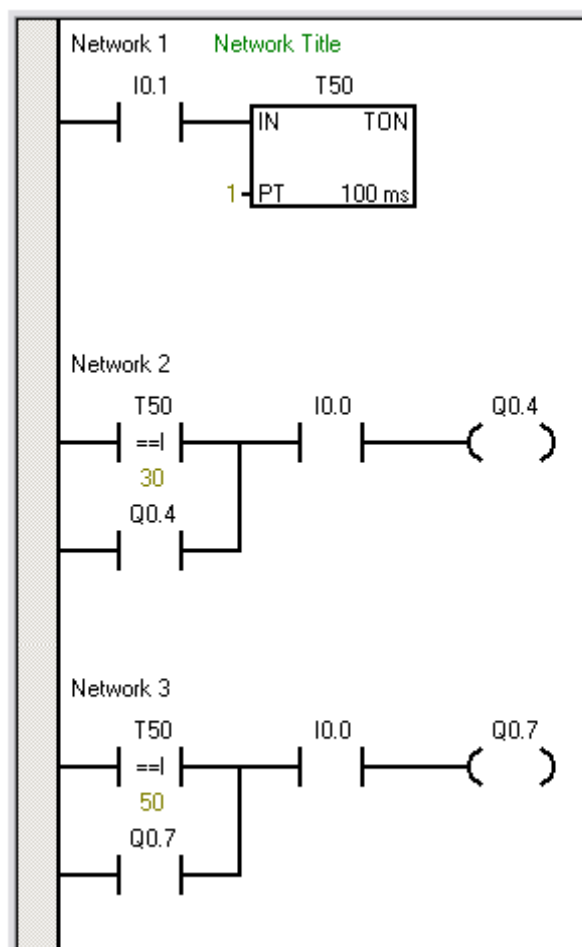 Network 1 Network Title
I0.1 T50
IN TON
1 PT 100 ms
Network 2
T50 I0.0 Q0.4
==I
30
Q0.4
Network 3
T50 I0.0 Q0.7
==I
50
Q0.7